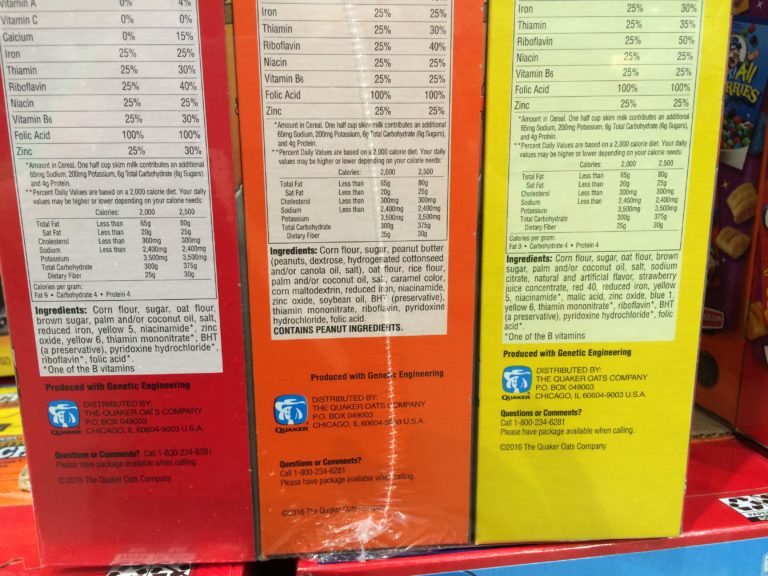 Vitamin A 0% 4%
Vitamin C 0% 0%
Calcium 0% 15%
Iron 25% 25%
Thiamin 25% 30%
Riboflavin 25% 40%
Niacin 25% 25%
Vitamin B6 25% 30%
Folic Acid 100% 100%
Zinc 25% 30%
*Amount in Cereal. One half cup skim milk contributes an additional
65mg Sodium, 200mg Potassium, 6g Total Carbohydrate (6g Sugars),
and 4g Protein.
**Percent Daily Values are based on a 2,000 calorie diet. Your daily
values may be higher or lower depending on your calorie needs:
Calories: 2,000 2,500
Total Fat Less than 65g 80g
Sat Fat Less than 20g 25g
Cholesterol Less than 300mg 300mg
Sodium Less than 2,400mg 2,400mg
Potassium 3,500mg 3,500mg
Total Carbohydrate 300g 375g
Dietary Fiber 25g 30g
Calories per gram:
Fat 9 • Carbohydrate 4 • Protein 4
Ingredients: Corn flour, sugar, oat flour,
brown sugar, palm and/or coconut oil, salt,
reduced iron, yellow 5, niacinamide*, zinc
oxide, yellow 6, thiamin mononitrate*, BHT
(a preservative), pyridoxine hydrochloride*,
riboflavin*, folic acid*.
*One of the B vitamins
Produced with Genetic Engineering
QUAKER
DISTRIBUTED BY:
THE QUAKER OATS COMPANY
P.O. BOX 049003
CHICAGO, IL 60604-9003 U.S.A.
Questions or Comments? Call 1-800-234-6281
Please have package available when calling.
©2016 The Quaker Oats Company
Iron 25% 25%
Thiamin 25% 30%
Riboflavin 25% 40%
Niacin 25% 25%
Vitamin B6 25% 25%
Folic Acid 100% 100%
Zinc 25% 25%
*Amount in Cereal. One half cup skim milk contributes an additional
65mg Sodium, 200mg Potassium, 6g Total Carbohydrate (6g Sugars),
and 4g Protein.
**Percent Daily Values are based on a 2,000 calorie diet. Your daily
values may be higher or lower depending on your calorie needs:
Calories: 2,000 2,500
Total Fat Less than 65g 80g
Sat Fat Less than 20g 25g
Cholesterol Less than 300mg 300mg
Sodium Less than 2,400mg 2,400mg
Potassium 3,500mg 3,500mg
Total Carbohydrate 300g 375g
Dietary Fiber 25g 30g
Ingredients: Corn flour, sugar, peanut butter
(peanuts, dextrose, hydrogenated cottonseed
and/or canola oil, salt), oat flour, rice flour,
palm and/or coconut oil, salt, caramel color,
corn maltodextrin, reduced iron, niacinamide,
zinc oxide, soybean oil, BHT (preservative),
thiamin mononitrate, riboflavin, pyridoxine
hydrochloride, folic acid.
CONTAINS PEANUT INGREDIENTS.
Produced with Genetic Engineering
QUAKER
DISTRIBUTED BY:
THE QUAKER OATS COMPANY
P.O. BOX 049003
CHICAGO, IL 60604-9003 U.S.A.
Questions or Comments?
Call 1-800-234-6281
Please have package available when calling.
©2016 The Quaker Oats Company
Iron 25% 30%
Thiamin 25% 35%
Riboflavin 25% 50%
Niacin 25% 25%
Vitamin B6 25% 25%
Folic Acid 100% 100%
Zinc 25% 25%
*Amount in Cereal. One half cup skim milk contributes an additional
65mg Sodium, 200mg Potassium, 6g Total Carbohydrate (6g Sugars),
and 4g Protein.
**Percent Daily Values are based on a 2,000 calorie diet. Your daily
values may be higher or lower depending on your calorie needs:
Calories: 2,000 2,500
Total Fat Less than 65g 80g
Sat Fat Less than 20g 25g
Cholesterol Less than 300mg 300mg
Sodium Less than 2,400mg 2,400mg
Potassium 3,500mg 3,500mg
Total Carbohydrate 300g 375g
Dietary Fiber 25g 30g
Calories per gram:
Fat 9 • Carbohydrate 4 • Protein 4
Ingredients: Corn flour, sugar, oat flour, brown
sugar, palm and/or coconut oil, salt, sodium
citrate, natural and artificial flavor, strawberry
juice concentrate, red 40, reduced iron, yellow
5, niacinamide*, malic acid, zinc oxide, blue 1,
yellow 6, thiamin mononitrate*, riboflavin*, BHT
(a preservative), pyridoxine hydrochloride*, folic
acid*.
*One of the B vitamins
Produced with Genetic Engineering
QUAKER
DISTRIBUTED BY:
THE QUAKER OATS COMPANY
P.O. BOX 049003
CHICAGO, IL 60604-9003 U.S.A.
Questions or Comments?
Call 1-800-234-6281
Please have package available when calling.
©2016 The Quaker Oats Company
All